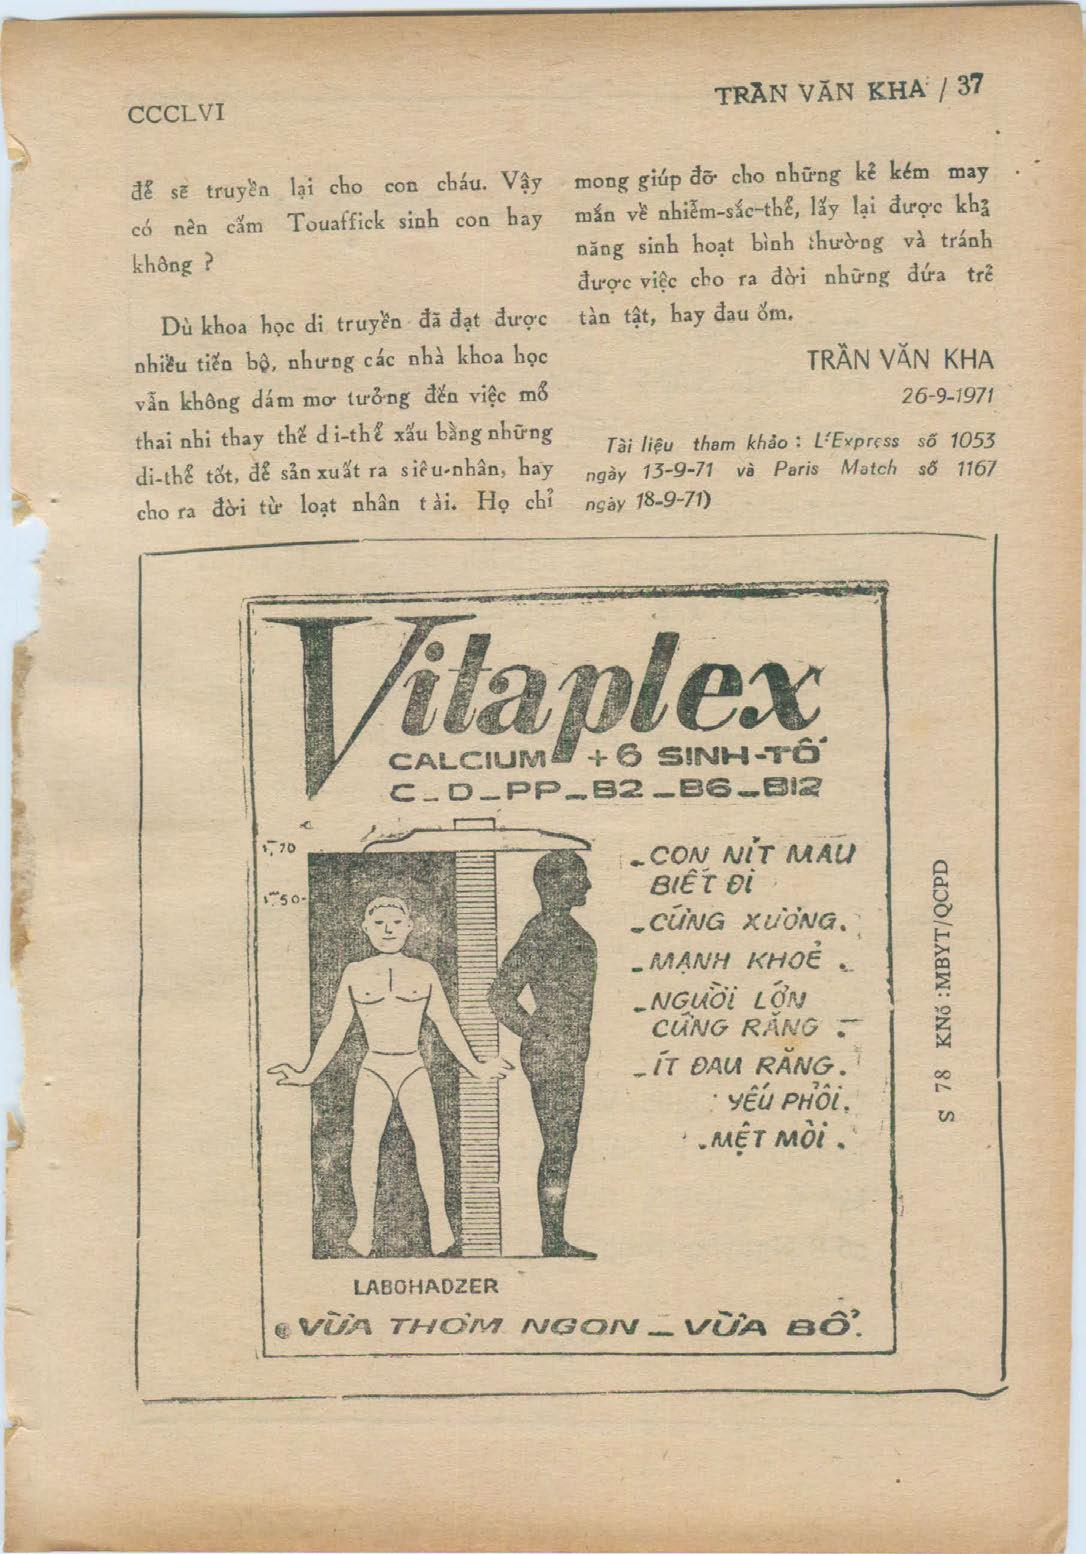 CCCLVI
TRẦN VĂN KHA / 37
để sẽ truyền lại cho con cháu. Vậy
có nên cấm Touaffick sinh con hay
không ?
Dù khoa học di truyền đã đạt được
nhiều tiến bộ, nhưng các nhà khoa học
vẫn không dám mơ tưởng đến việc mổ
thai nhi thay thế di-thể xấu bằng những
di-thể tốt, để sản xuất ra siêu-nhân, hay
cho ra đời từ loạt nhân tài. Họ chỉ
mong giúp đỡ cho những kẻ kém may
mắn về nhiễm-sắc-thể, lấy lại được khả
năng sinh hoạt bình thường và tránh
được việc cho ra đời những đứa trẻ
tàn tật, hay đau ốm.
TRẦN VĂN KHA
26-9-1971
Tài liệu tham khảo : L'Express số 1053
ngày 13-9-71 và Paris Match số 1167
ngày 18-9-71)
Vitaplex
CALCIUM + 6 SINH-TỐ
C_D_PP_B2_B6_B12
1m70
1m50-
_CON NÍT MAU
BIẾT ĐI
_CỨNG XƯƠNG.
_MẠNH KHOẺ.
_NGƯỜI LỚN
CỨNG RĂNG.
_ÍT ĐAU RĂNG.
YẾU PHỔI.
.MỆT MỎI.
S 78 KNố :MBYT/QCPD
LABOHADZER
VỪA THƠM NGON _ VỪA BỔ.